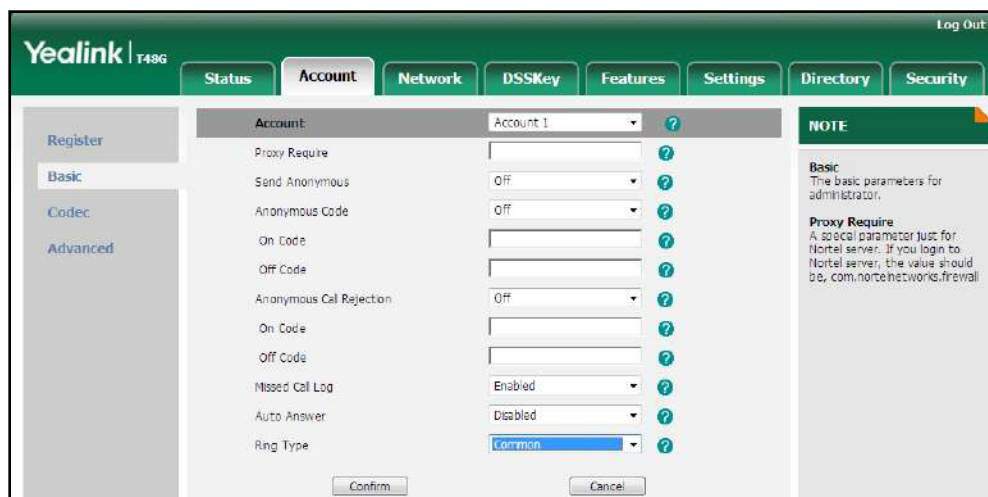 Log Out
Yealink T48G
Status Account Network DSSKey Features Settings Directory Security
Register
Basic
Codec
Advanced
Account Account 1
Proxy Require
Send Anonymous Off
Anonymous Code Off
On Code
Off Code
Anonymous Call Rejection Off
On Code
Off Code
Missed Call Log Enabled
Auto Answer Disabled
Ring Type Common
Confirm Cancel
NOTE
Basic
The basic parameters for
administrator.
Proxy Require
A special parameter just for
Nortel server. If you login to
Nortel server, the value should
be, com.nortelnetworks.firewall